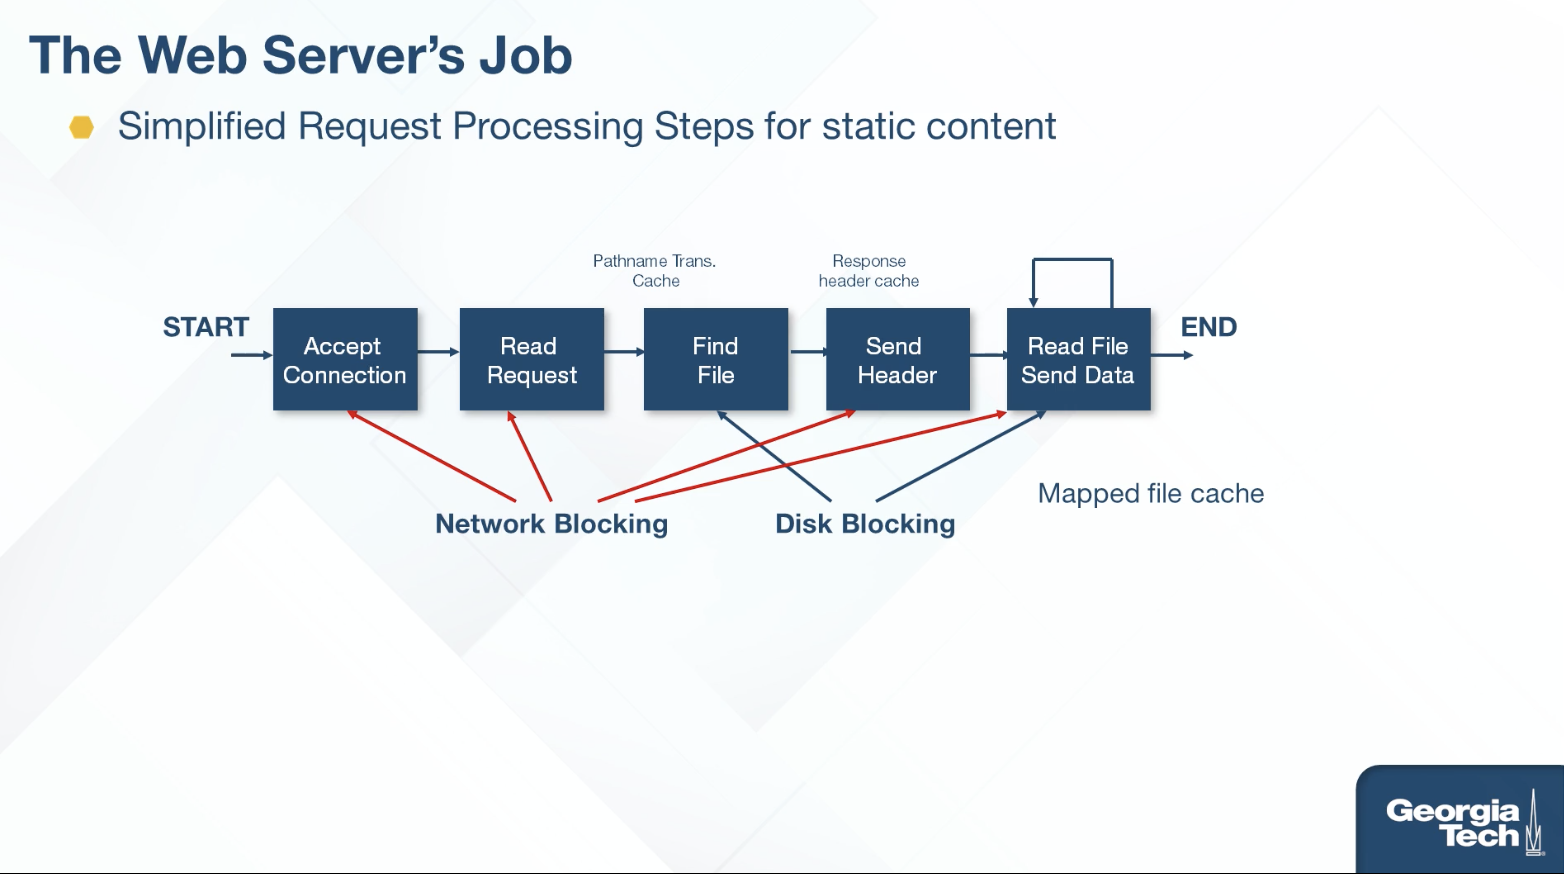 The Web Server’s Job
Simplified Request Processing Steps for static content
Pathname Trans.
Cache
Response
header cache
START
Accept
Connection
Read
Request
Find
File
Send
Header
Read File
Send Data
END
Network Blocking
Disk Blocking
Mapped file cache
Georgia
Tech